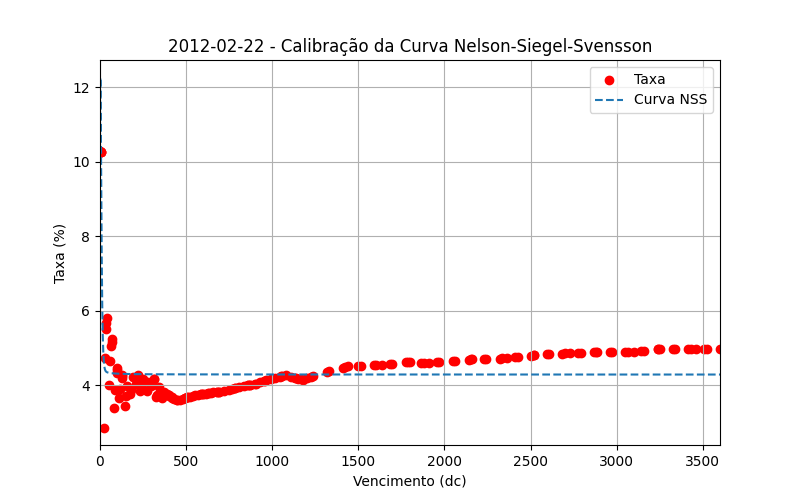 2012-02-22 - Calibração da Curva Nelson-Siegel-Svensson
Taxa
Curva NSS
Taxa (%)
12
10
8
6
4
0 500 1000 1500 2000 2500 3000 3500
Vencimento (dc)